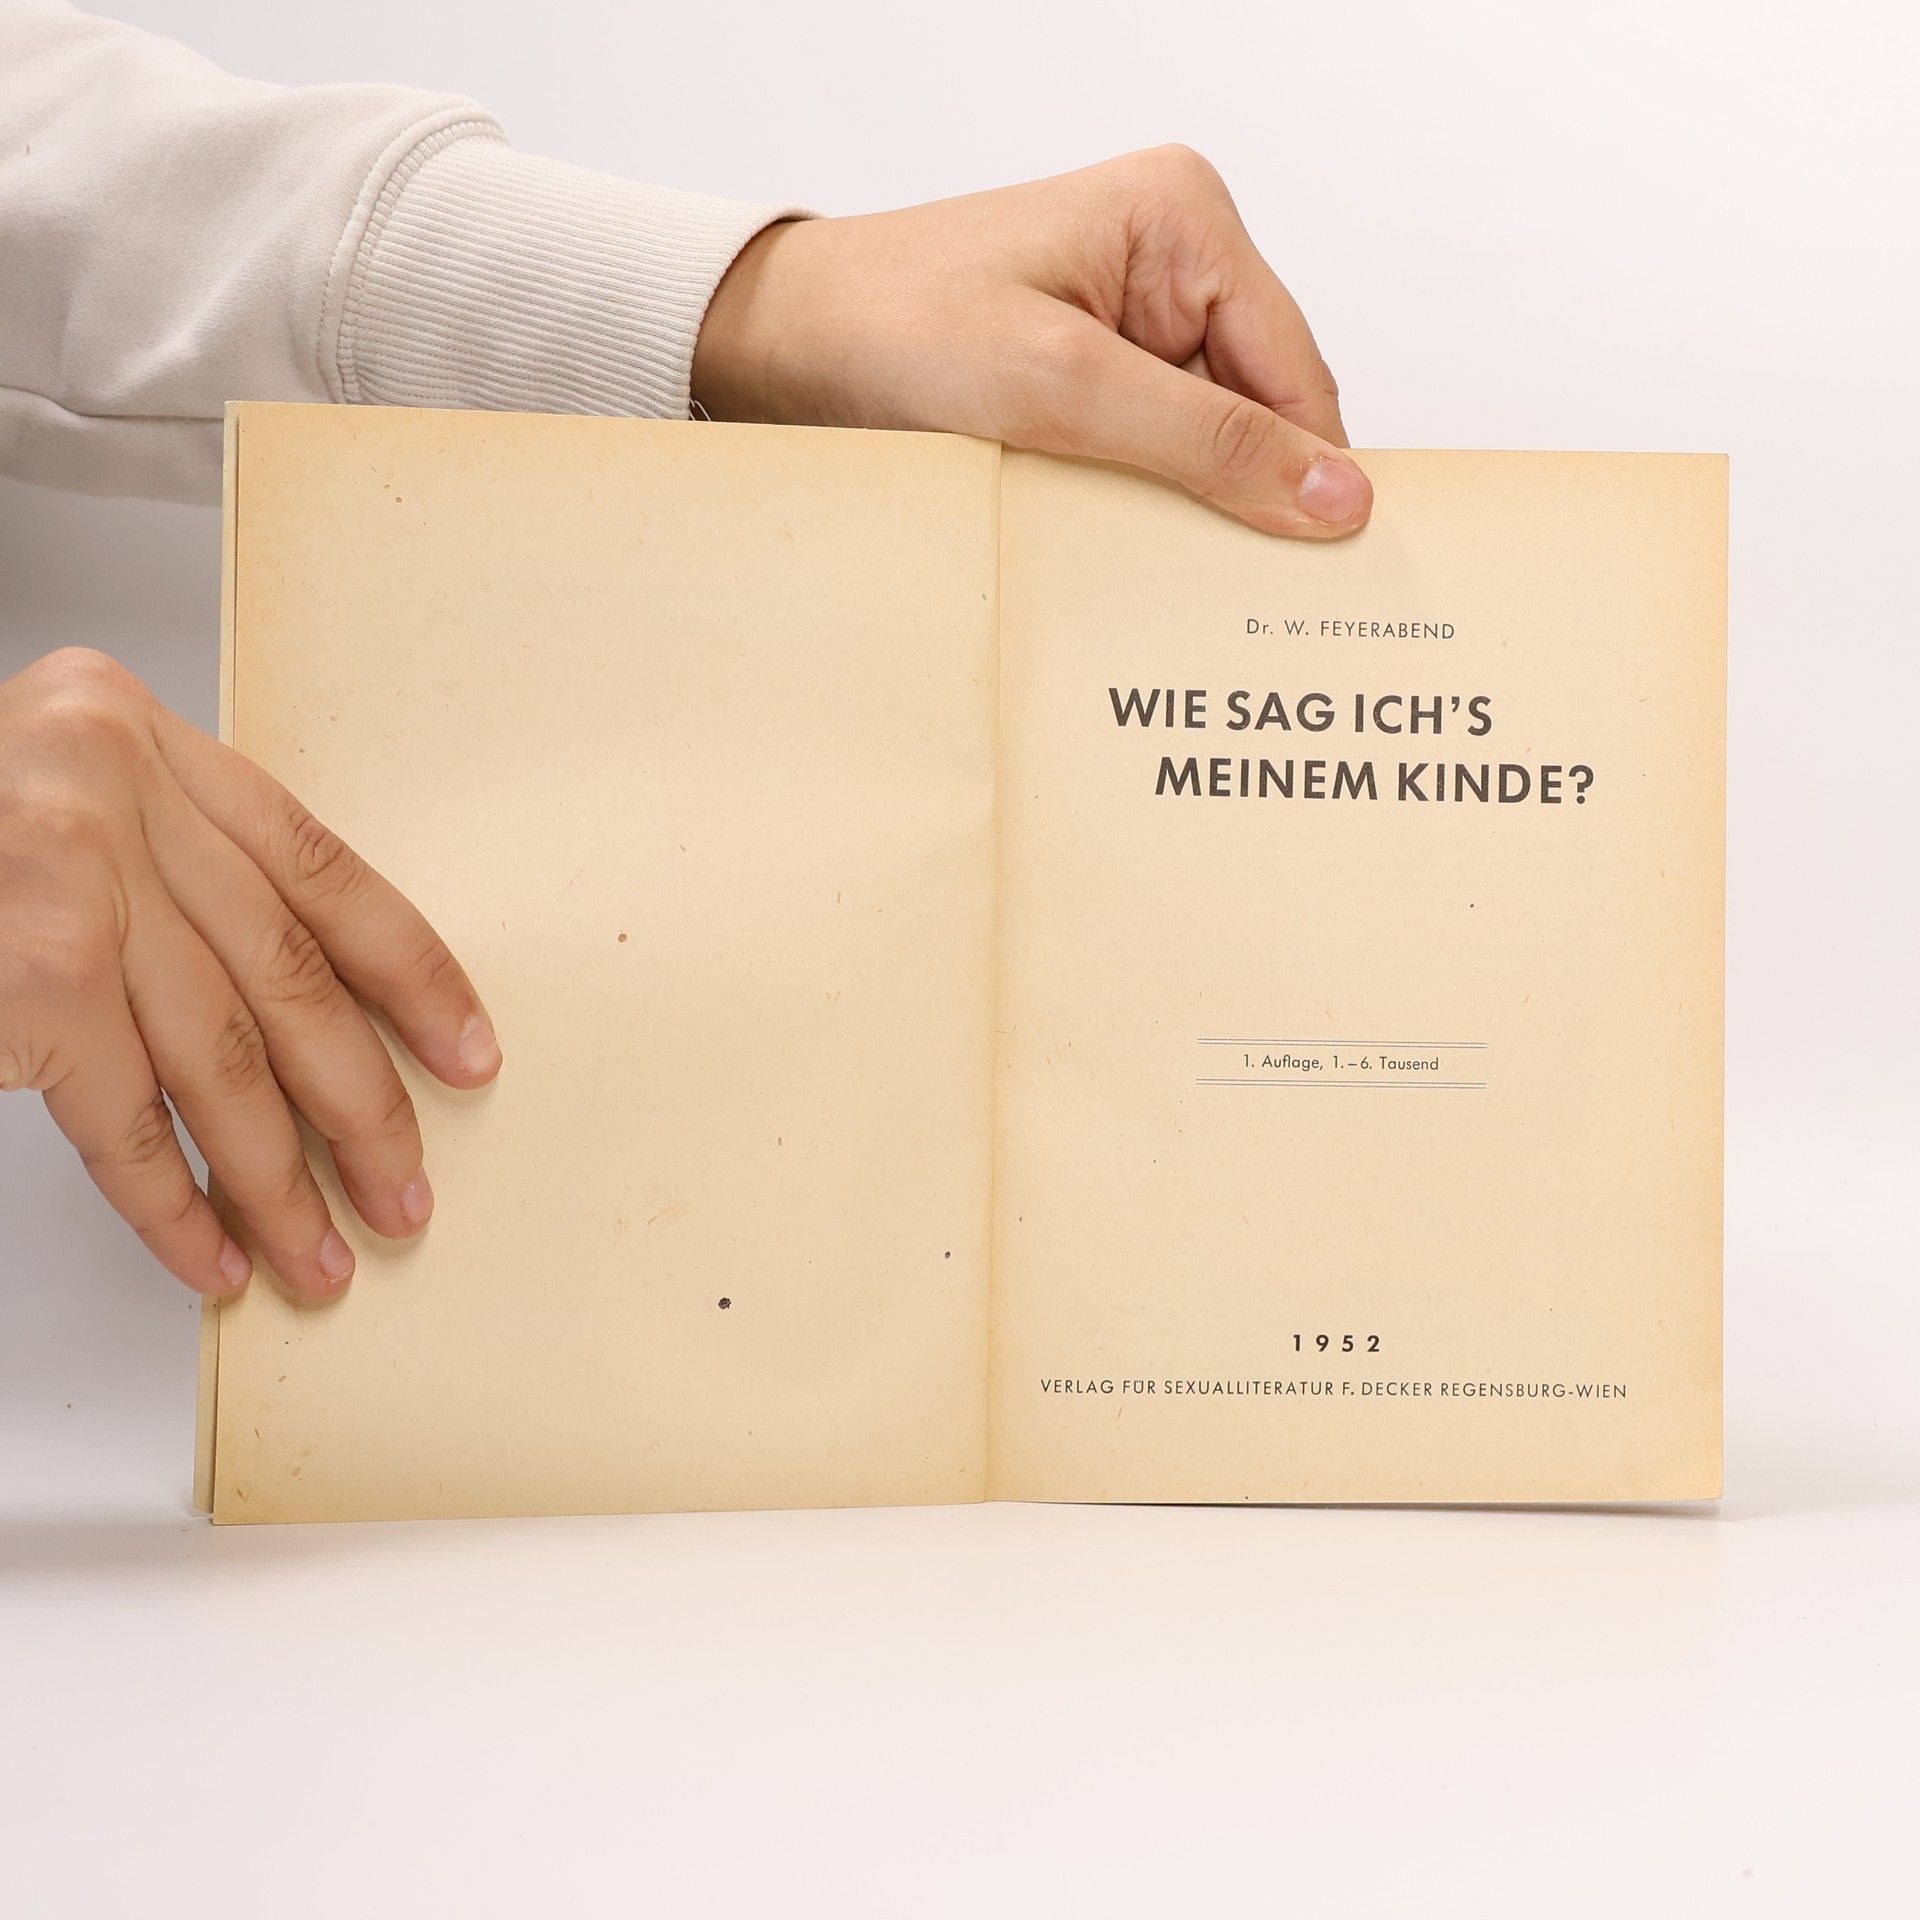 Dr. W. FEYERABEND
WIE SAG ICH'S
MEINEM KINDE?
1. Auflage, 1.–6. Tausend
1952
VERLAG FÜR SEXUALLITERATUR F. DECKER REGENSBURG-WIEN